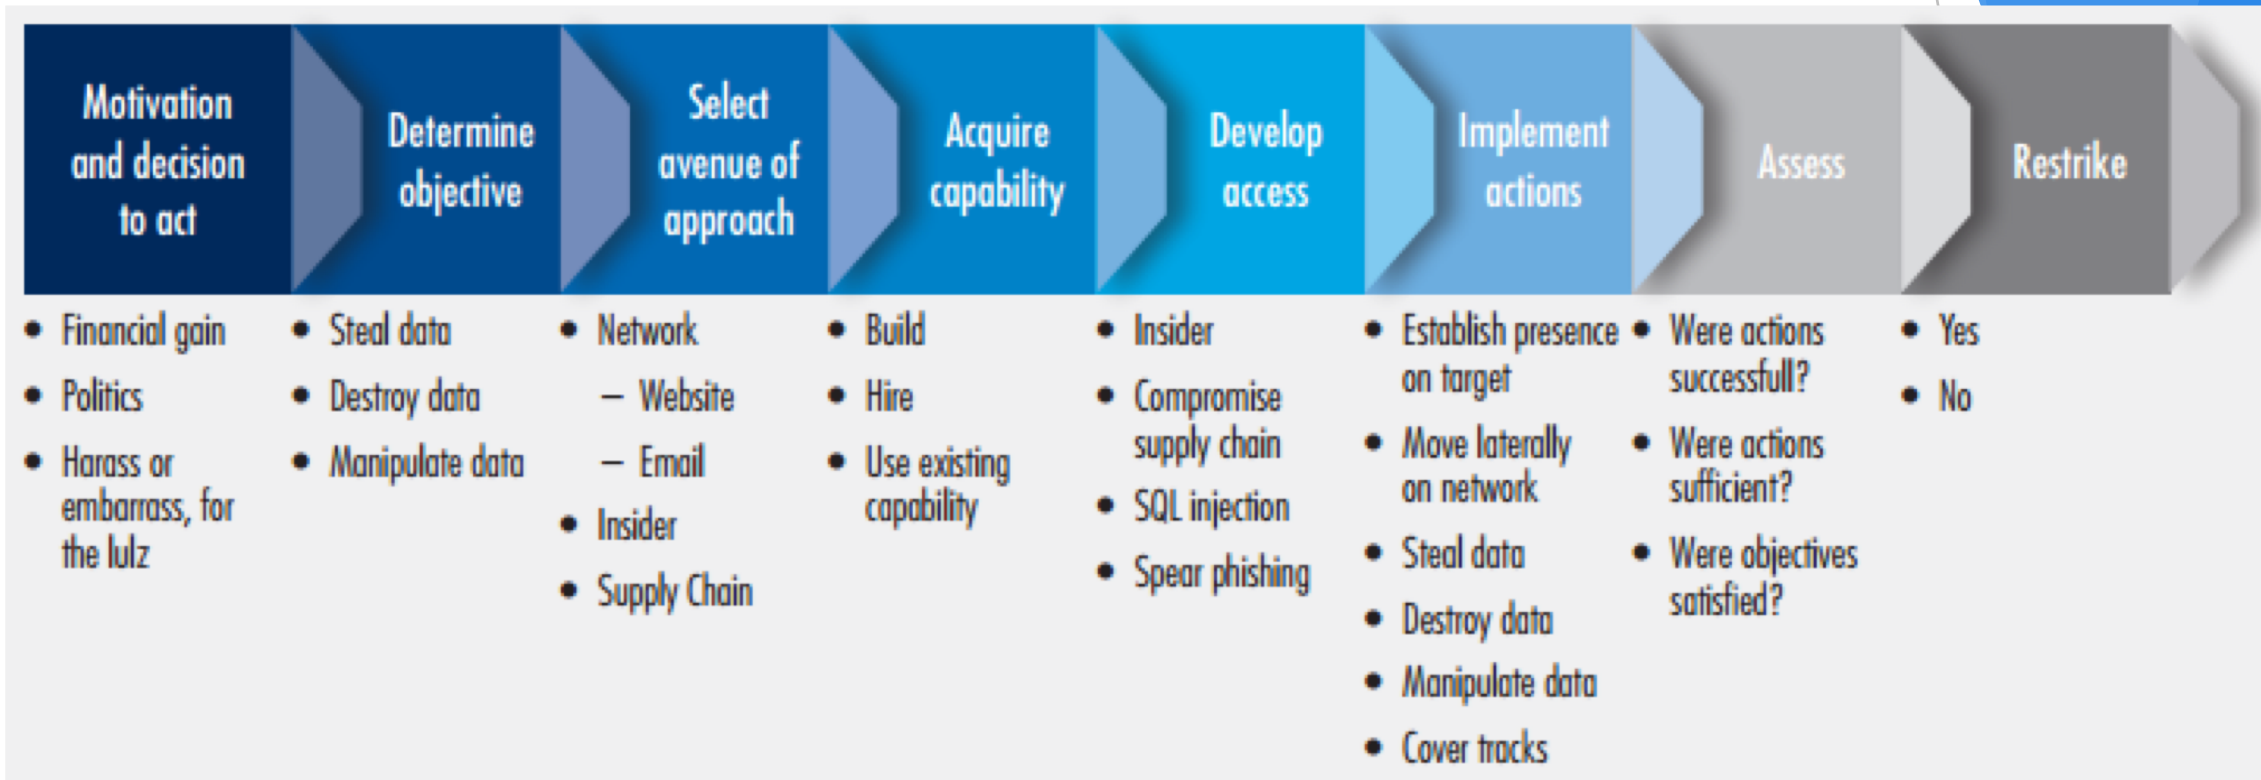 Motivation
and decision
to act
Determine
objective
Select
avenue of
approach
Acquire
capability
Develop
access
Implement
actions
Assess
Restrike
• Financial gain
• Politics
• Harass or
embarrass, for
the lulz
• Steal data
• Destroy data
• Manipulate data
• Network
– Website
– Email
• Insider
• Supply Chain
• Build
• Hire
• Use existing
capability
• Insider
• Compromise
supply chain
• SQL injection
• Spear phishing
• Establish presence
on target
• Move laterally
on network
• Steal data
• Destroy data
• Manipulate data
• Cover tracks
• Were actions
successfull?
• Were actions
sufficient?
• Were objectives
satisfied?
• Yes
• No